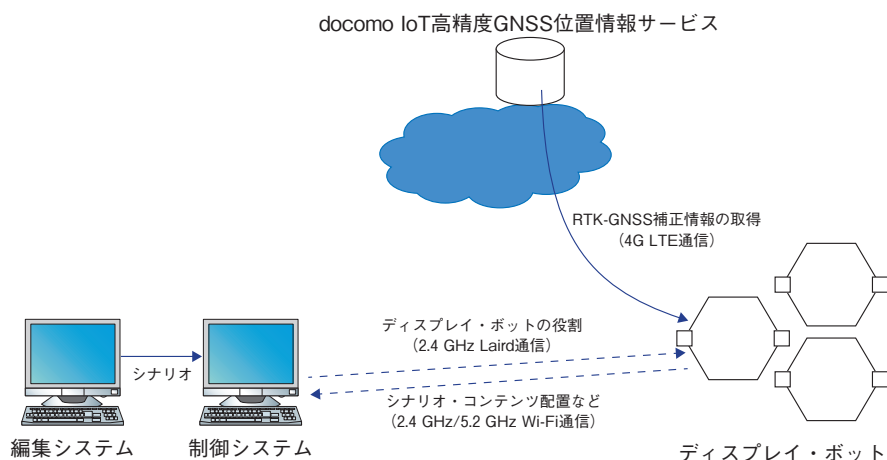 docomo IoT高精度GNSS位置情報サービス
RTK-GNSS補正情報の取得
（4G LTE通信）
ディスプレイ・ボットの役割
（2.4 GHz Laird通信）
シナリオ
シナリオ・コンテンツ配置など
（2.4 GHz/5.2 GHz Wi-Fi通信）
編集システム
制御システム
ディスプレイ・ボット